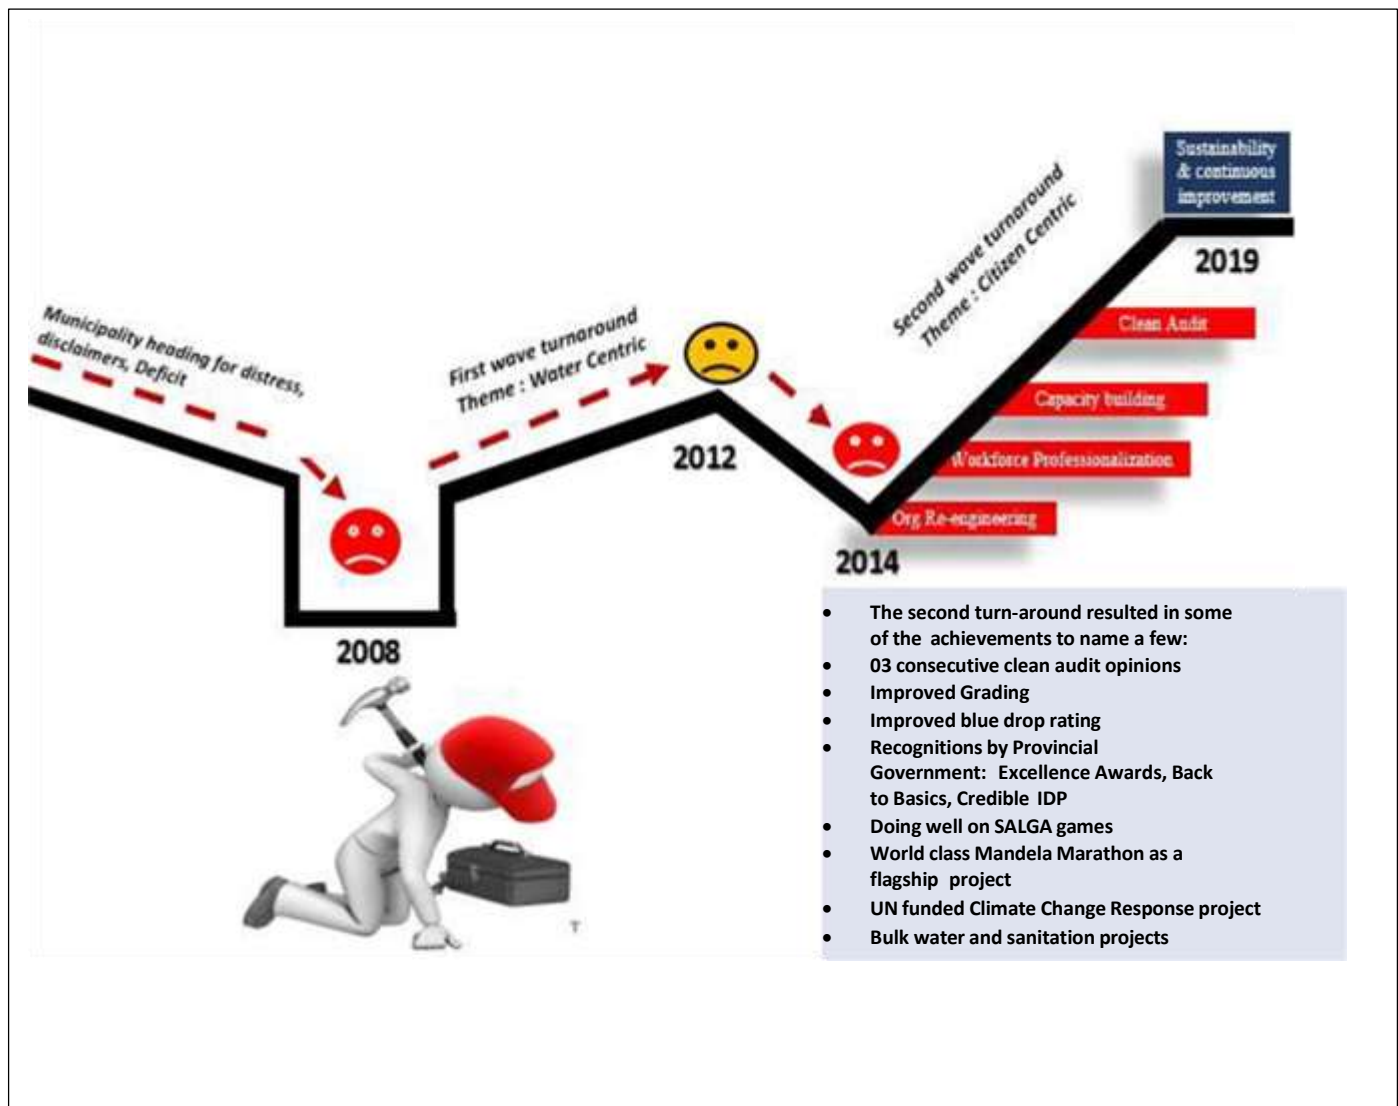 Sustainability
& continuous
improvement
2019
Second wave turnaround
Theme : Citizen Centric
Clean Audit
Capacity building
Workforce Professionalization
Org Re-engineering
Municipality heading for distress,
disclaimers, Deficit
First wave turnaround
Theme : Water Centric
2012
2014
2008
• The second turn-around resulted in some
of the achievements to name a few:
• 03 consecutive clean audit opinions
• Improved Grading
• Improved blue drop rating
• Recognitions by Provincial
Government: Excellence Awards, Back
to Basics, Credible IDP
• Doing well on SALGA games
• World class Mandela Marathon as a
flagship project
• UN funded Climate Change Response project
• Bulk water and sanitation projects
T